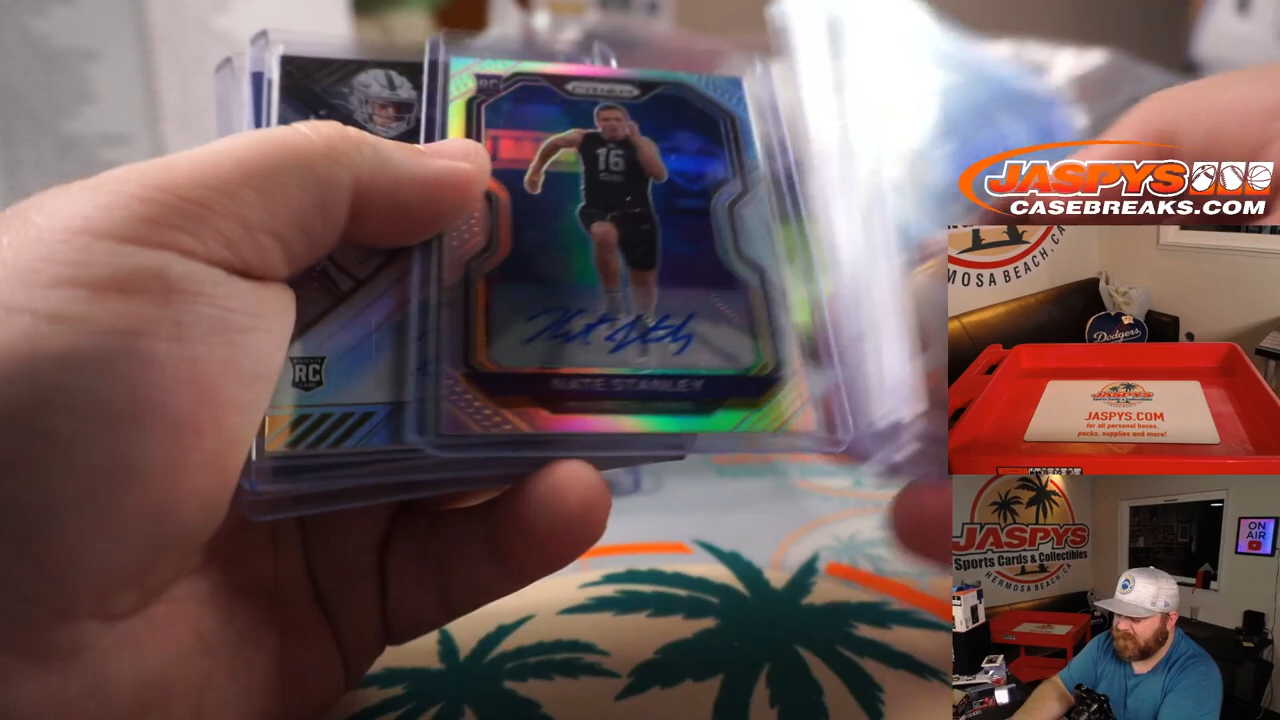 RC
PRIZM
16
NATE STANLEY
ROOKIE
RC
JASPYS
CASEBREAKS.COM
MOSA BEACH, CA
Dodgers
JASPYS.COM
for all personal boxes,
packs, supplies and more!
JASPYS
Sports Cards & Collectibles
HERMOSA BEACH, CA
ON
AIR